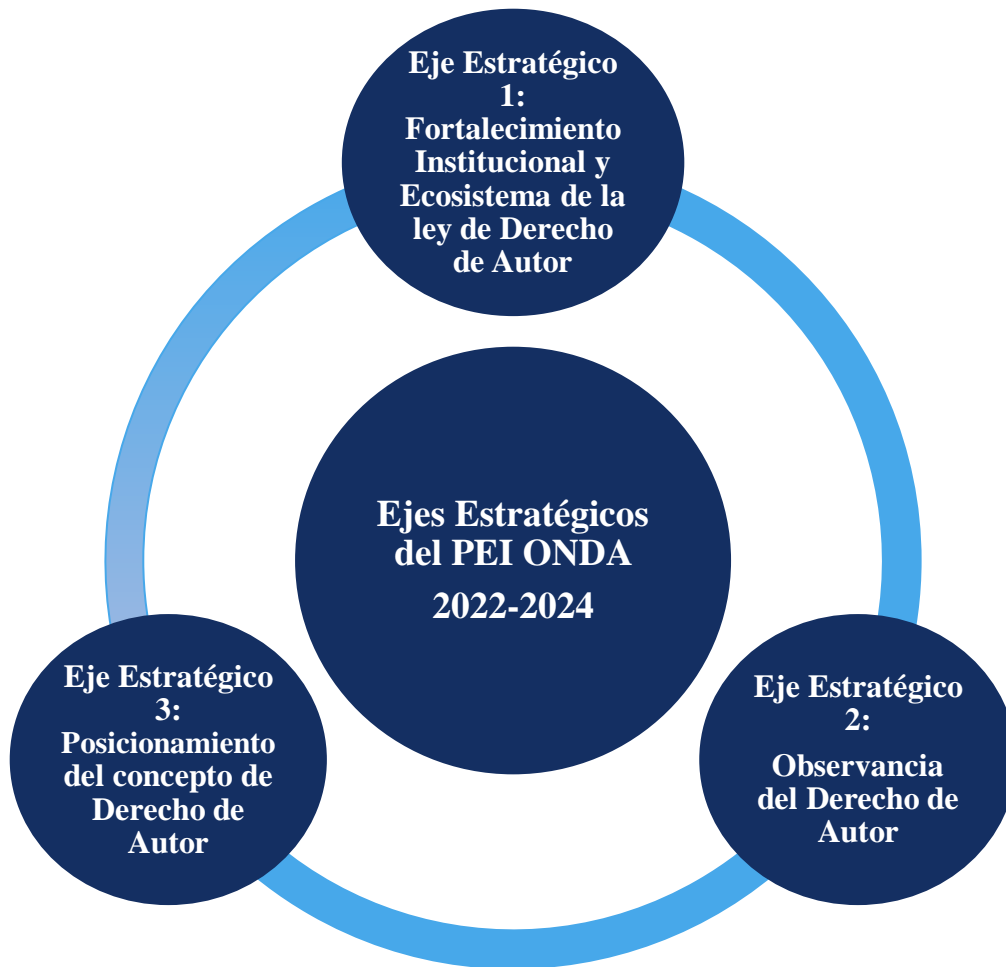 Eje Estratégico
1:
Fortalecimiento
Institucional y
Ecosistema de la
ley de Derecho
de Autor
Ejes Estratégicos
del PEI ONDA
2022-2024
Eje Estratégico
3:
Posicionamiento
del concepto de
Derecho de
Autor
Eje Estratégico
2:
Observancia
del Derecho de
Autor